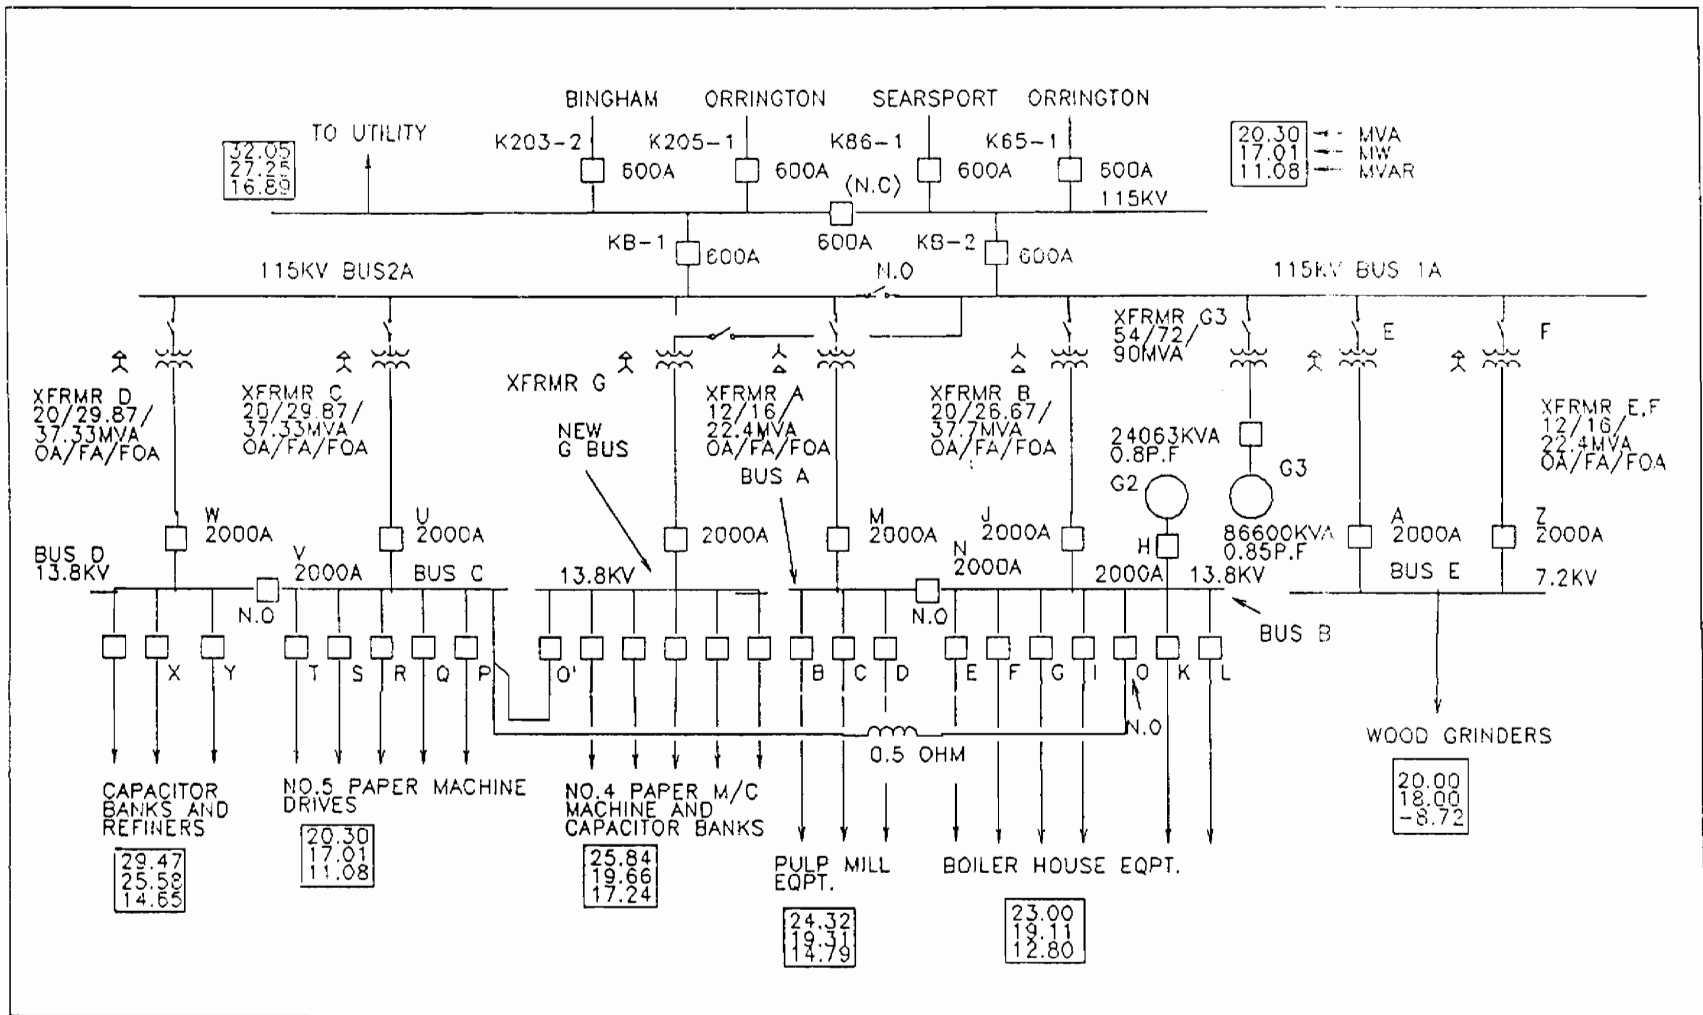 BINGHAM
ORRINGTON
SEARSPORT
ORRINGTON
TO UTILITY
K203-2
K205-1
K86-1
K65-1
32.05
27.25
16.89
600A
600A
600A
600A
(N.C)
115KV
20.30 MVA
17.01 MW
11.08 MVAR
KB-1
600A
600A
KB-2
600A
115KV BUS2A
N.O
115KV BUS 1A
XFRMR D
20/29.87/
37.33MVA
OA/FA/FOA
XFRMR C
20/29.87/
37.33MVA
OA/FA/FOA
XFRMR G
NEW
G BUS
XFRMR A
12/16/
22.4MVA
OA/FA/FOA
BUS A
XFRMR B
20/26.67/
37.7MVA
OA/FA/FOA
XFRMR G3
54/72/
90MVA
E
F
24063KVA
0.8P.F
G2
G3
86600KVA
0.85P.F
XFRMR E,F
12/16/
22.4MVA
OA/FA/FOA
W
2000A
U
2000A
2000A
M
2000A
J
2000A
H
A
2000A
Z
2000A
BUS D
13.8KV
V
2000A
BUS C
13.8KV
N
2000A
2000A
13.8KV
BUS E
7.2KV
N.O
N.O
BUS B
X
Y
T
S
R
Q
P
O'
B
C
D
E
F
G
I
O
K
L
N.O
0.5 OHM
WOOD GRINDERS
20.00
18.00
-8.72
CAPACITOR
BANKS AND
REFINERS
29.47
25.58
14.65
NO.5 PAPER MACHINE
DRIVES
20.30
17.01
11.08
NO.4 PAPER M/C
MACHINE AND
CAPACITOR BANKS
25.84
19.66
17.24
PULP MILL
EQPT.
24.32
19.31
14.79
BOILER HOUSE EQPT.
23.00
19.11
12.80